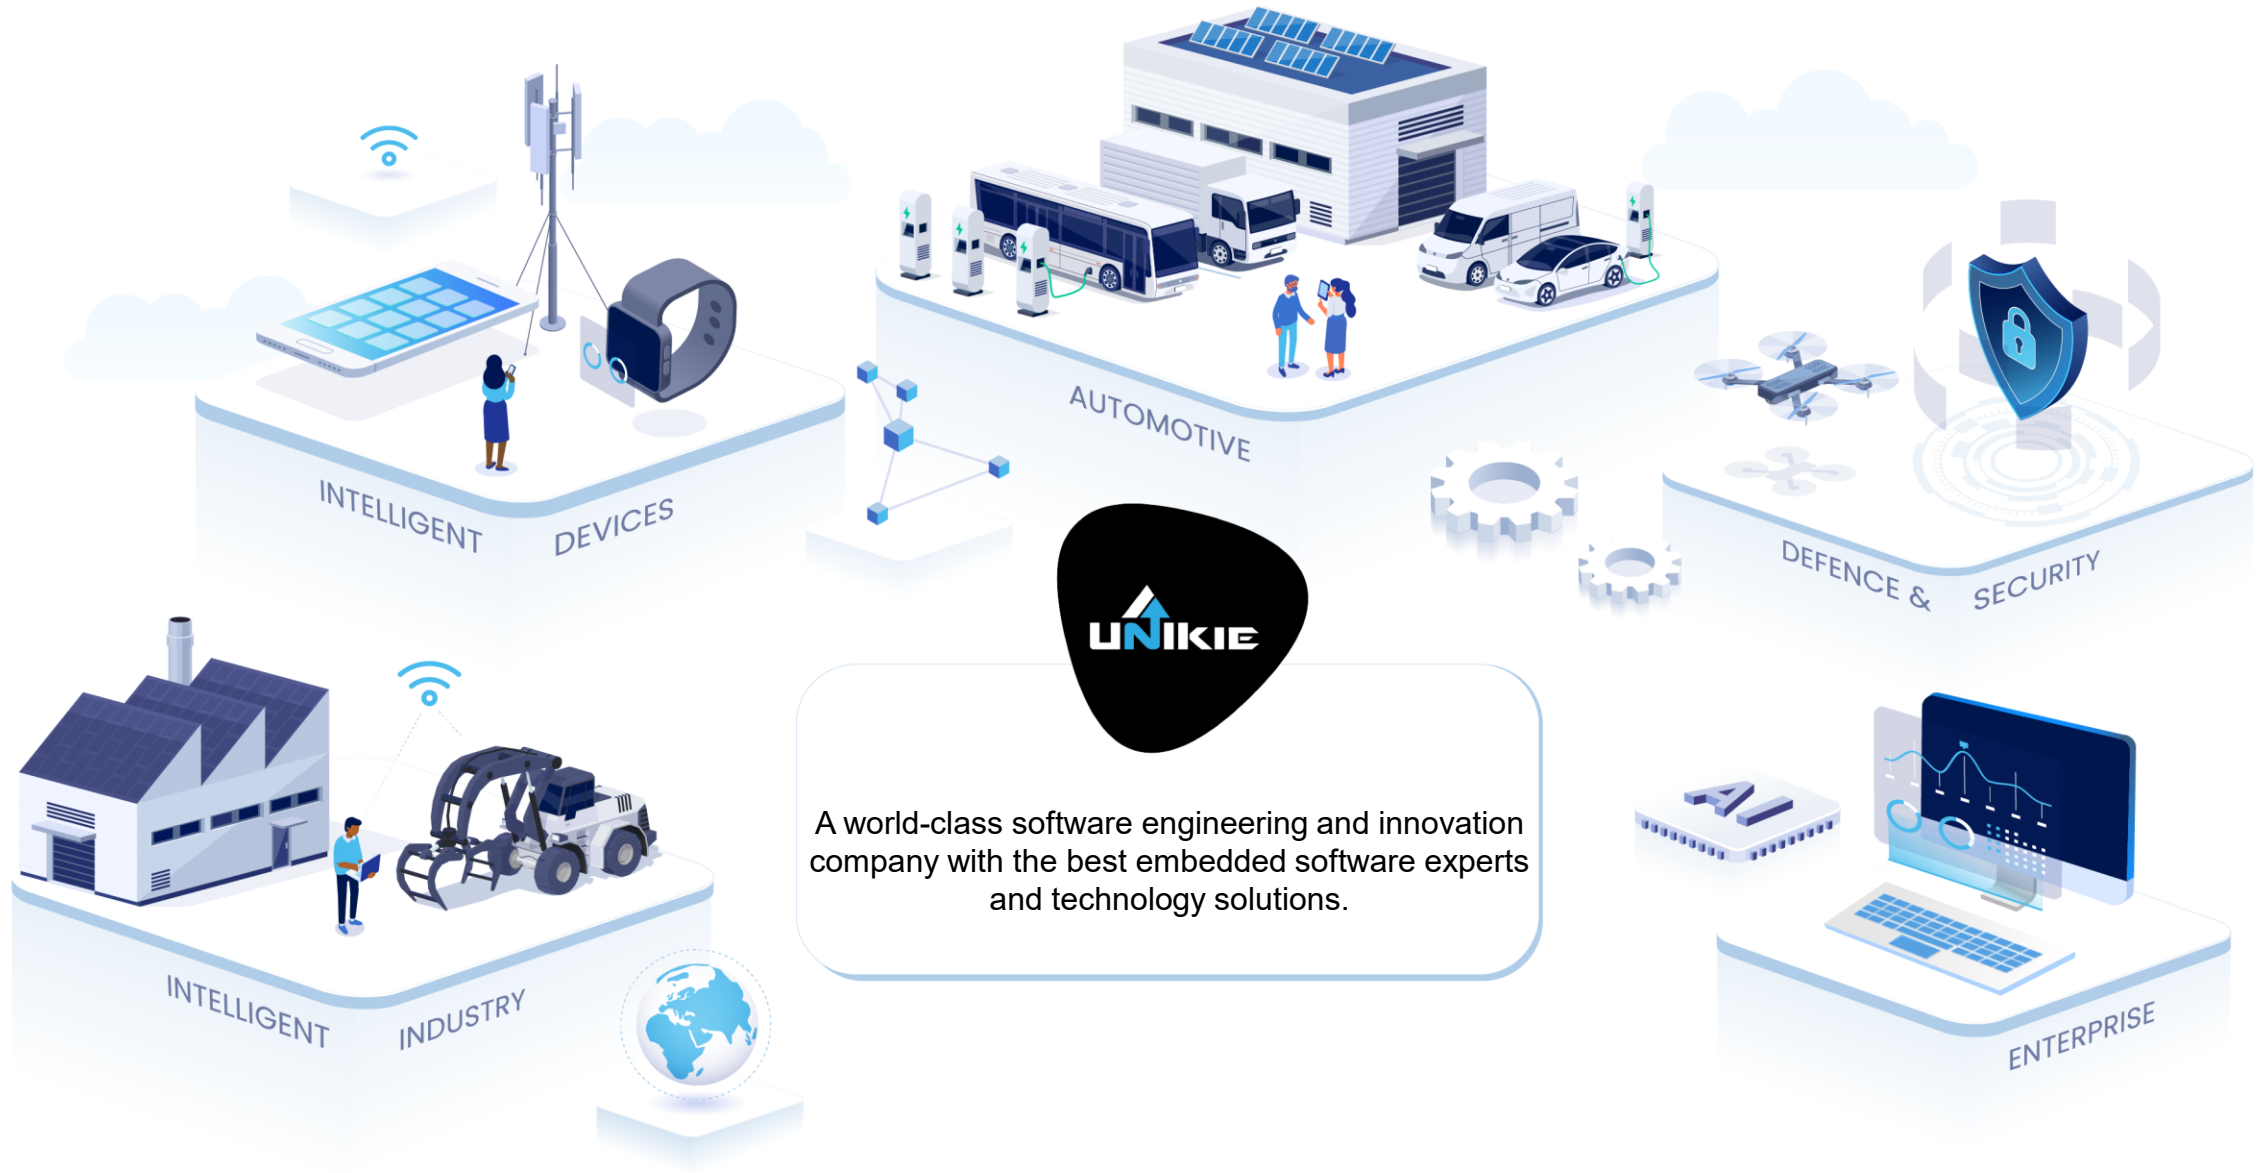 AUTOMOTIVE
INTELLIGENT DEVICES
DEFENCE & SECURITY
UNIKIE
A world-class software engineering and innovation
company with the best embedded software experts
and technology solutions.
AI
INTELLIGENT INDUSTRY
ENTERPRISE